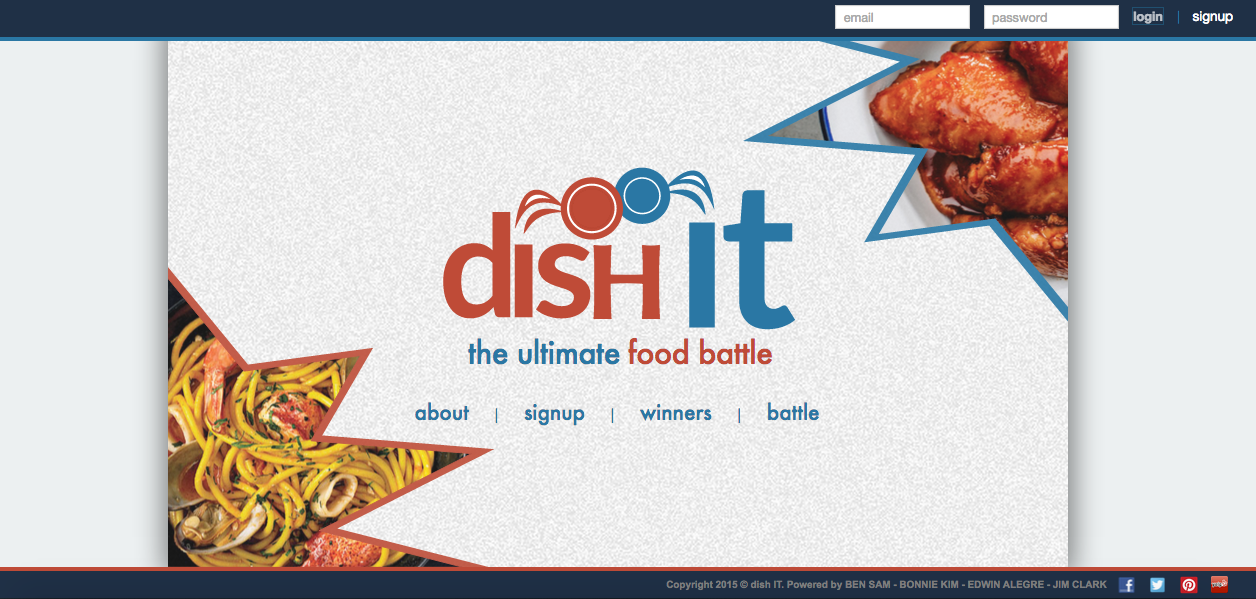 email password login | signup
dish it
the ultimate food battle
about | signup | winners | battle
Copyright 2015 © dish IT. Powered by BEN SAM - BONNIE KIM - EDWIN ALEGRE - JIM CLARK